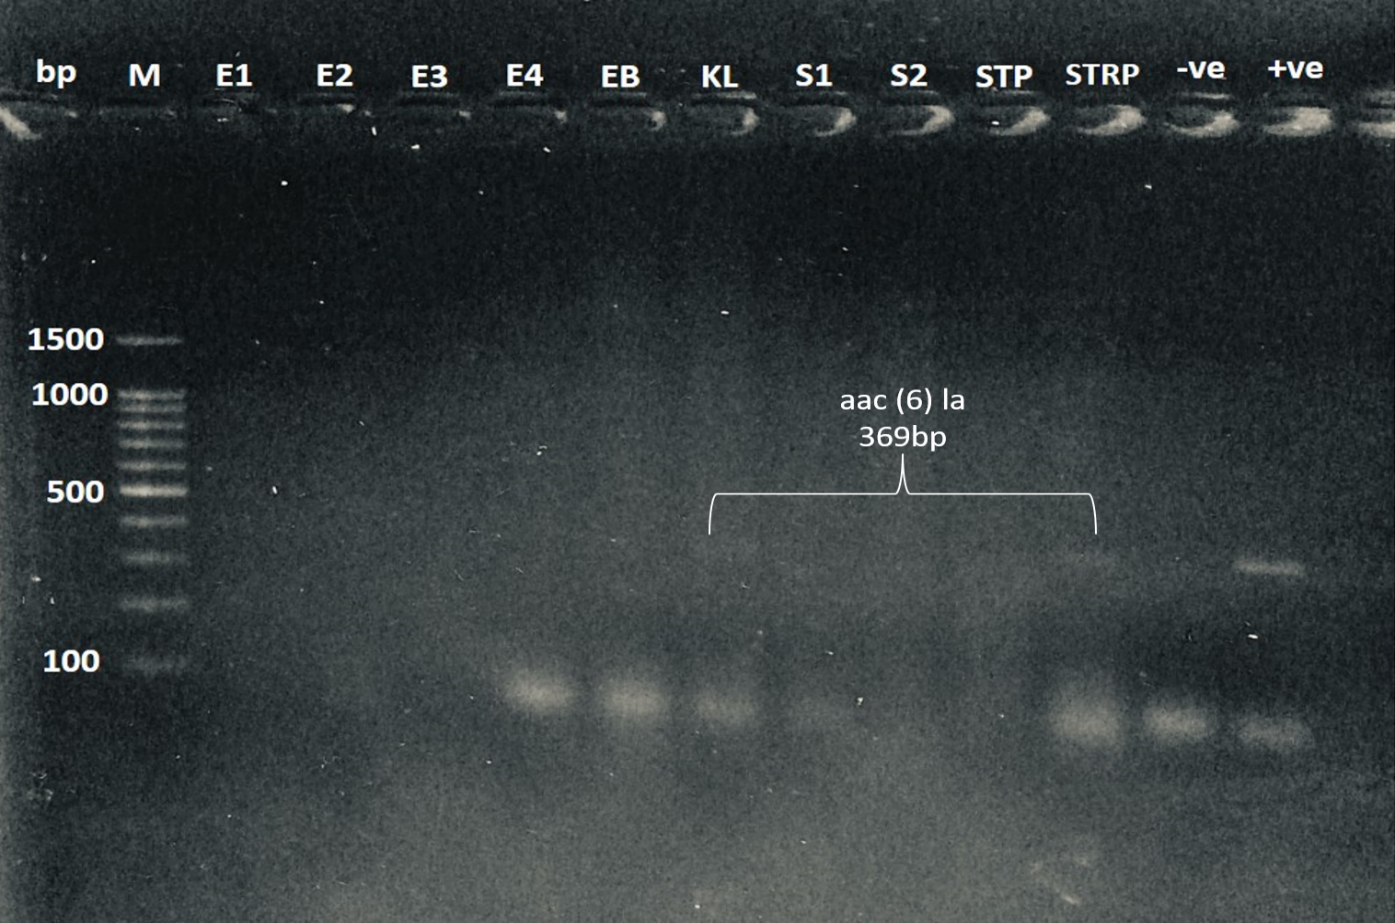 bp M E1 E2 E3 E4 EB KL S1 S2 STP STRP -ve +ve
1500
1000
aac (6) la
369bp
500
100